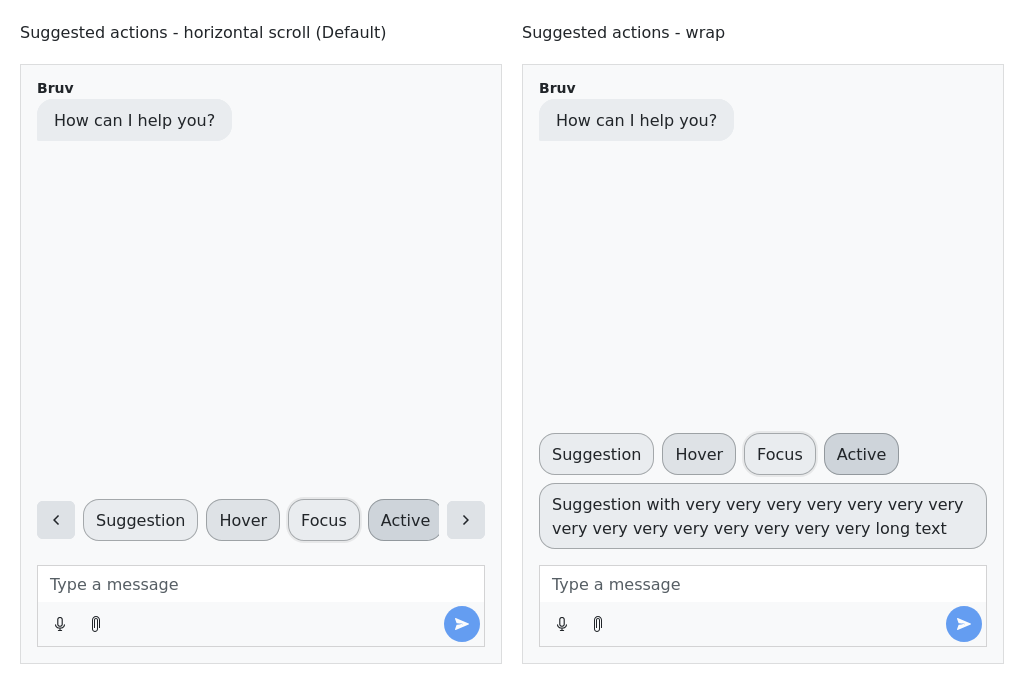 Suggested actions - horizontal scroll (Default)
Bruv
How can I help you?
Suggestion
Hover
Focus
Active
Type a message
Suggested actions - wrap
Bruv
How can I help you?
Suggestion
Hover
Focus
Active
Suggestion with very very very very very very very
very very very very very very very very long text
Type a message